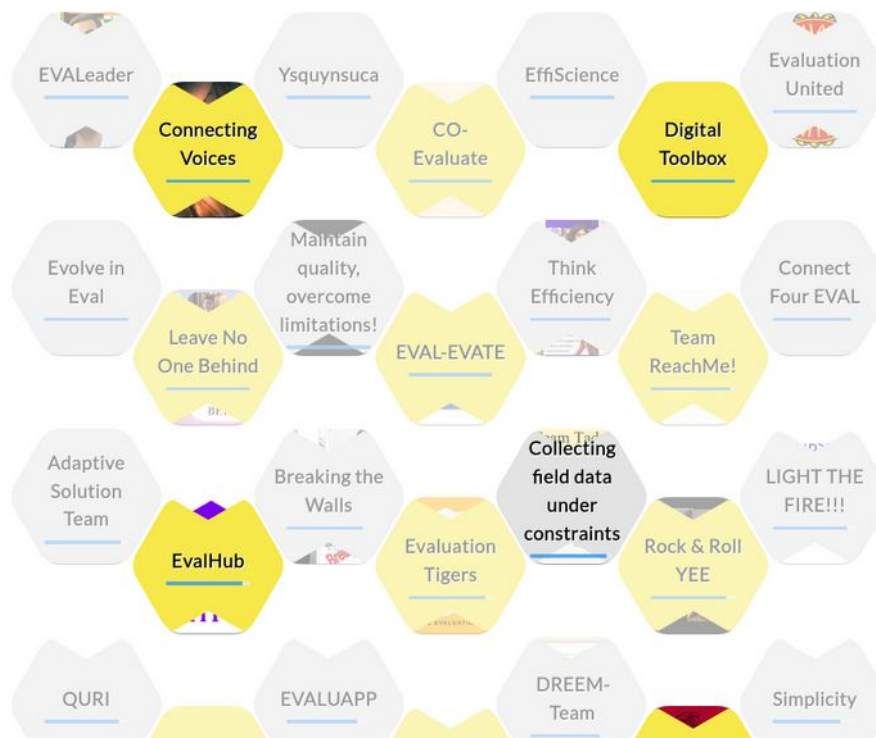 EVALeader
Ysquynsuca
EffiScience
Evaluation
United
Connecting
Voices
CO-
Evaluate
Digital
Toolbox
Evolve in
Eval
Maintain
quality,
overcome
limitations!
Think
Efficiency
Connect
Four EVAL
Leave No
One Behind
EVAL-EVATE
Team
ReachMe!
Adaptive
Solution
Team
Breaking the
Walls
Collecting
field data
under
constraints
LIGHT THE
FIRE!!!
EvalHub
Evaluation
Tigers
Rock & Roll
YEE
QURI
EVALUAPP
DREEM-
Team
Simplicity